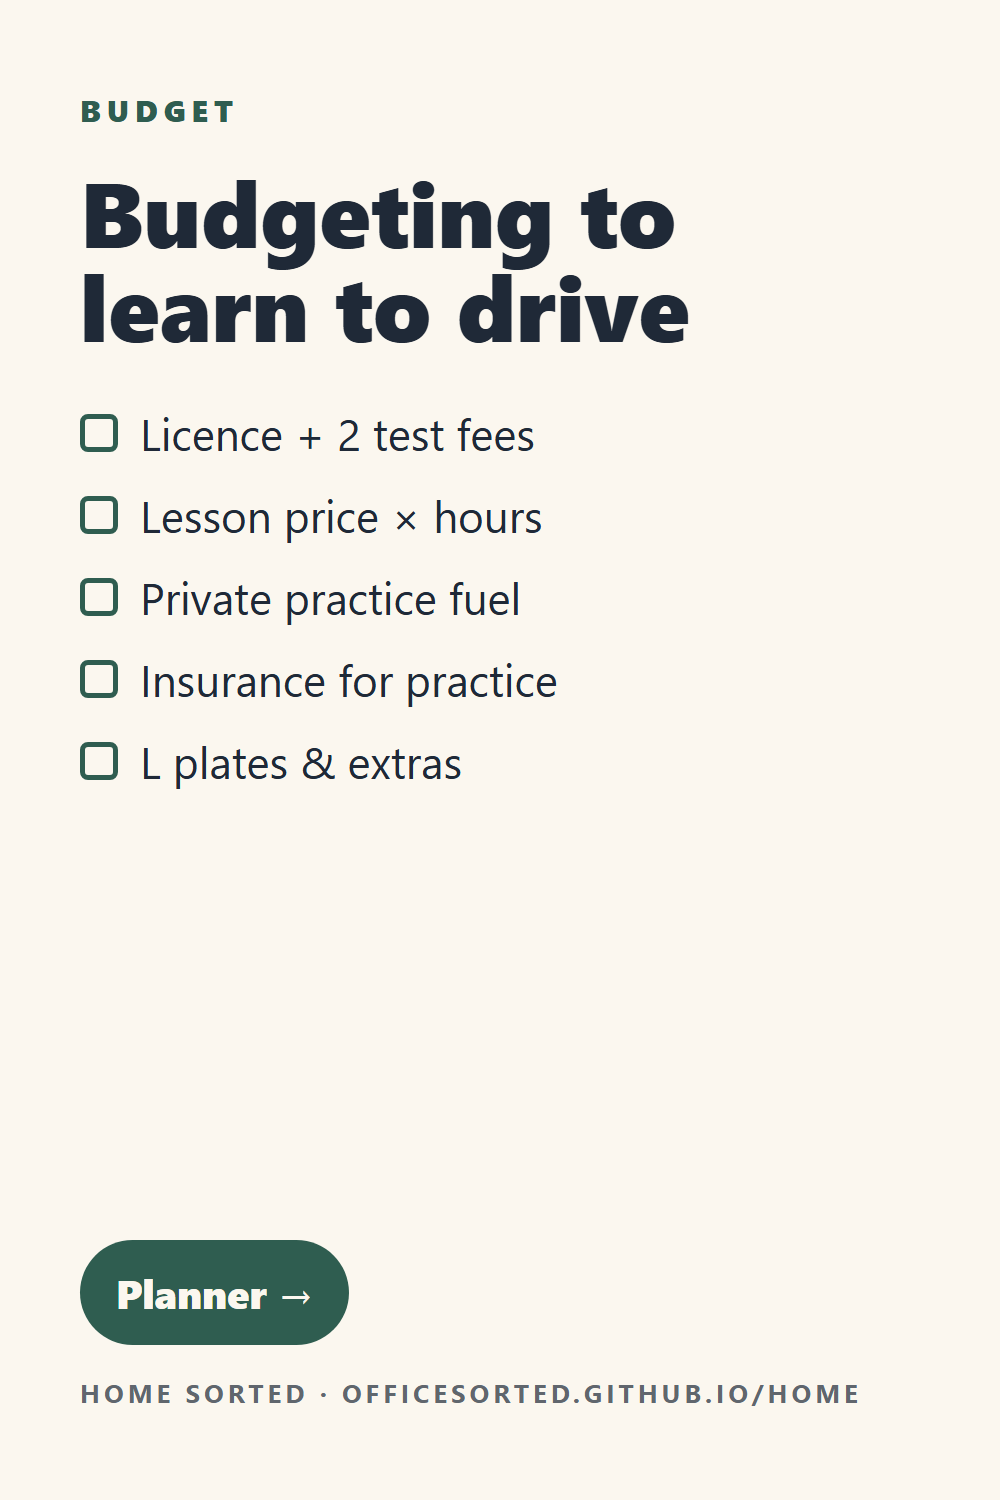 BUDGET
Budgeting to
learn to drive
Licence + 2 test fees
Lesson price × hours
Private practice fuel
Insurance for practice
L plates & extras
Planner →
HOME SORTED · OFFICESORTED.GITHUB.IO/HOME